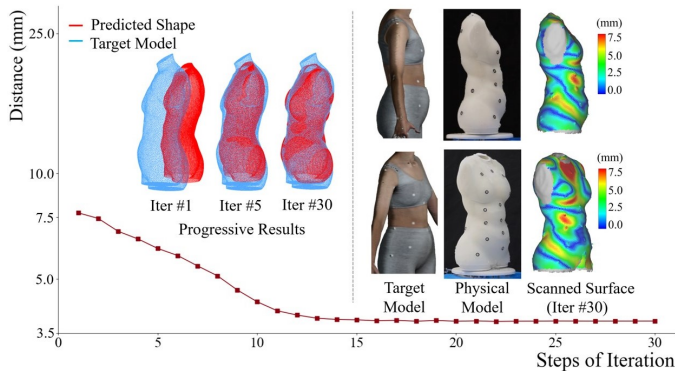 Distance (mm)
25.0
10.0
7.5
5.0
3.5
Predicted Shape
Target Model
Iter #1
Iter #5
Iter #30
Progressive Results
(mm)
7.5
5.0
2.5
0.0
(mm)
7.5
5.0
2.5
0.0
Target
Model
Physical
Model
Scanned Surface
(Iter #30)
0
5
10
15
20
25
30
Steps of Iteration